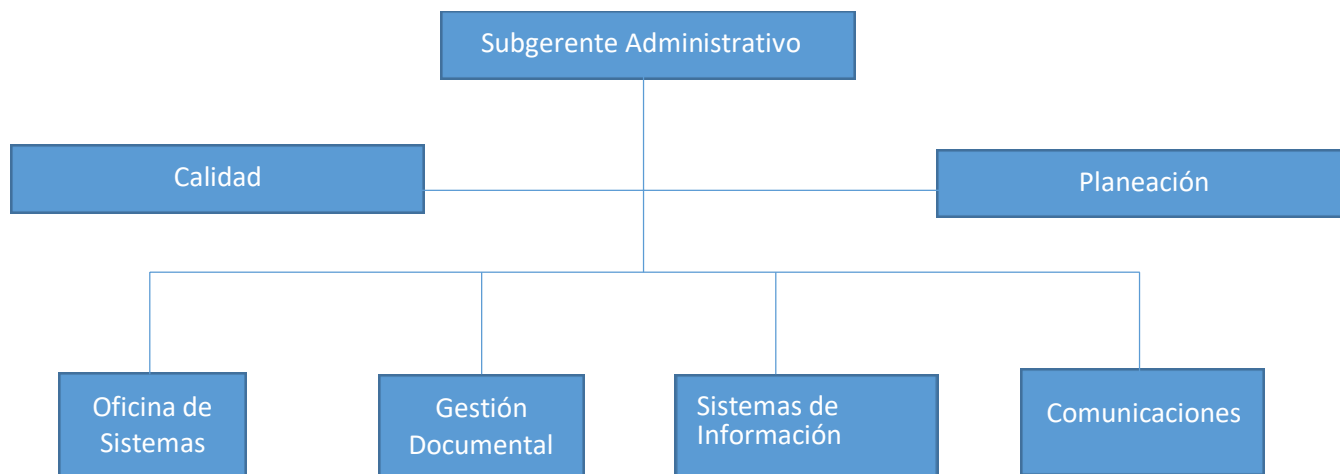 Subgerente Administrativo
Calidad
Planeación
Oficina de
Sistemas
Gestión
Documental
Sistemas de
Información
Comunicaciones